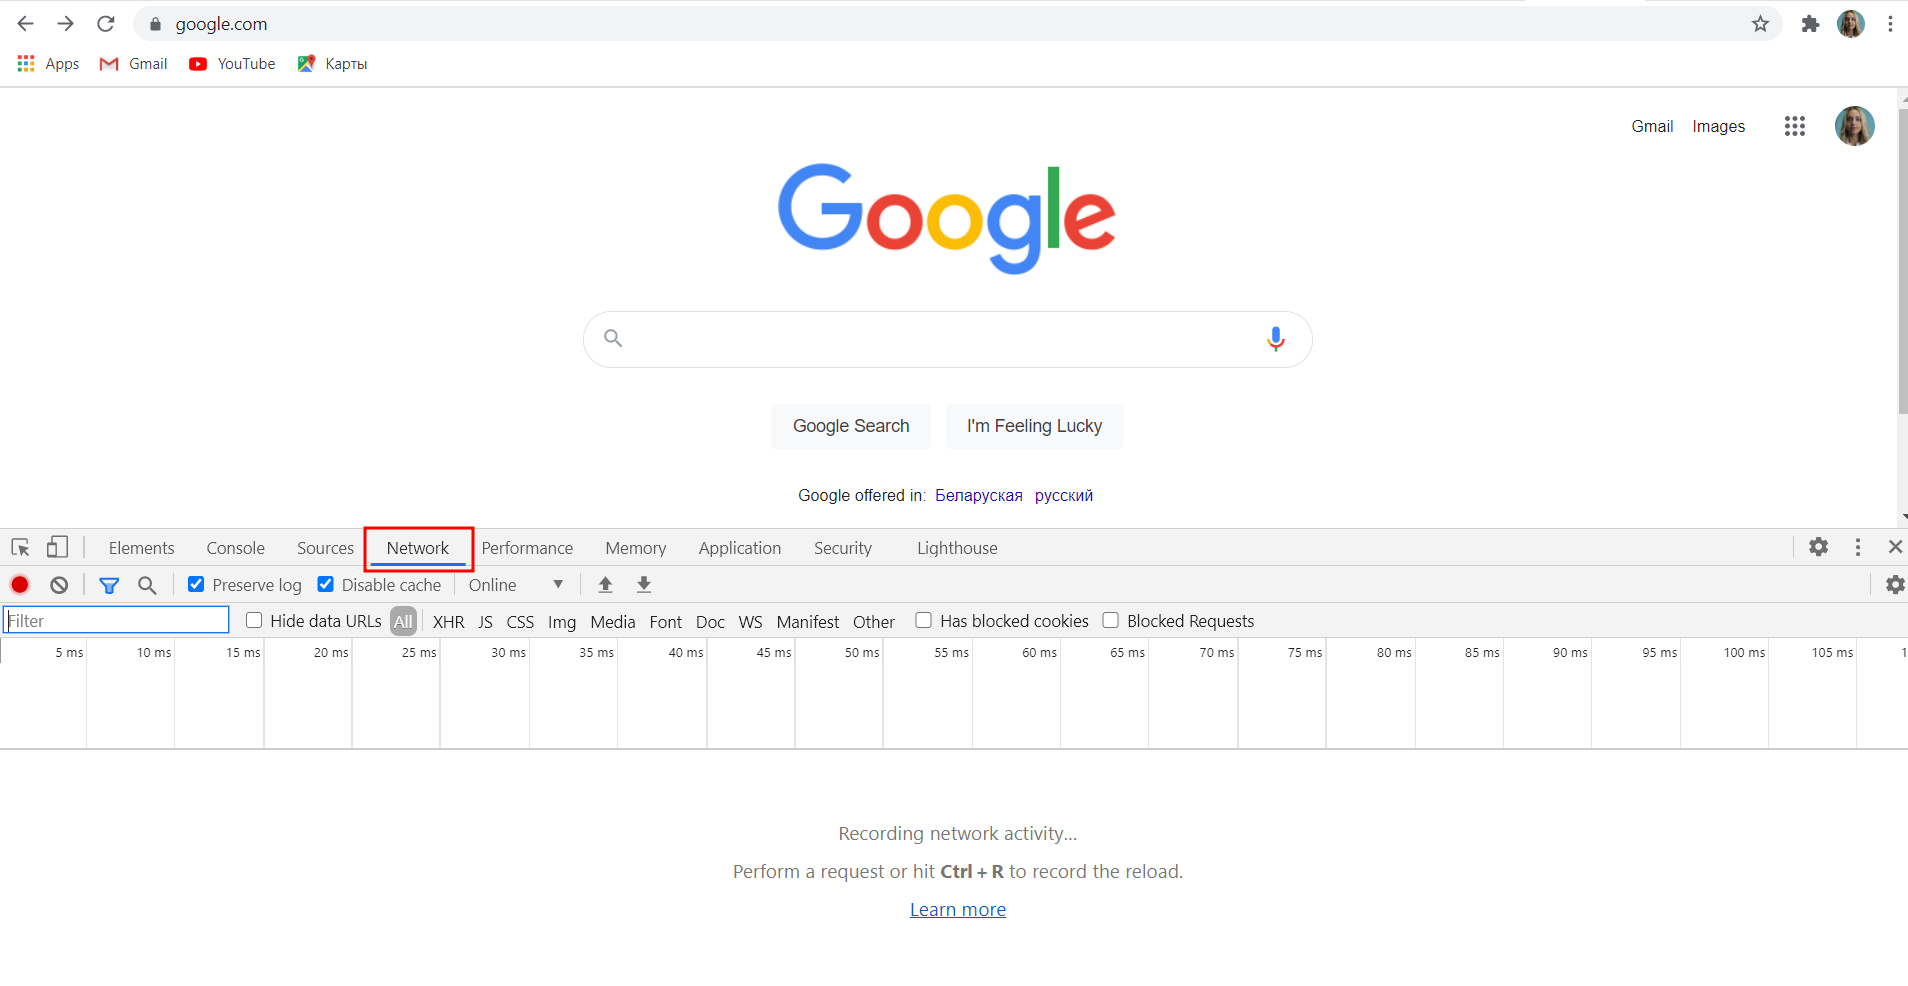 google.com
Apps Gmail YouTube Карты
Gmail Images
Google
Google Search I'm Feeling Lucky
Google offered in: Беларуская русский
Elements Console Sources Network Performance Memory Application Security Lighthouse
Preserve log Disable cache Online
Filter Hide data URLs All XHR JS CSS Img Media Font Doc WS Manifest Other Has blocked cookies Blocked Requests
5 ms 10 ms 15 ms 20 ms 25 ms 30 ms 35 ms 40 ms 45 ms 50 ms 55 ms 60 ms 65 ms 70 ms 75 ms 80 ms 85 ms 90 ms 95 ms 100 ms 105 ms 1
Recording network activity...
Perform a request or hit Ctrl + R to record the reload.
Learn more